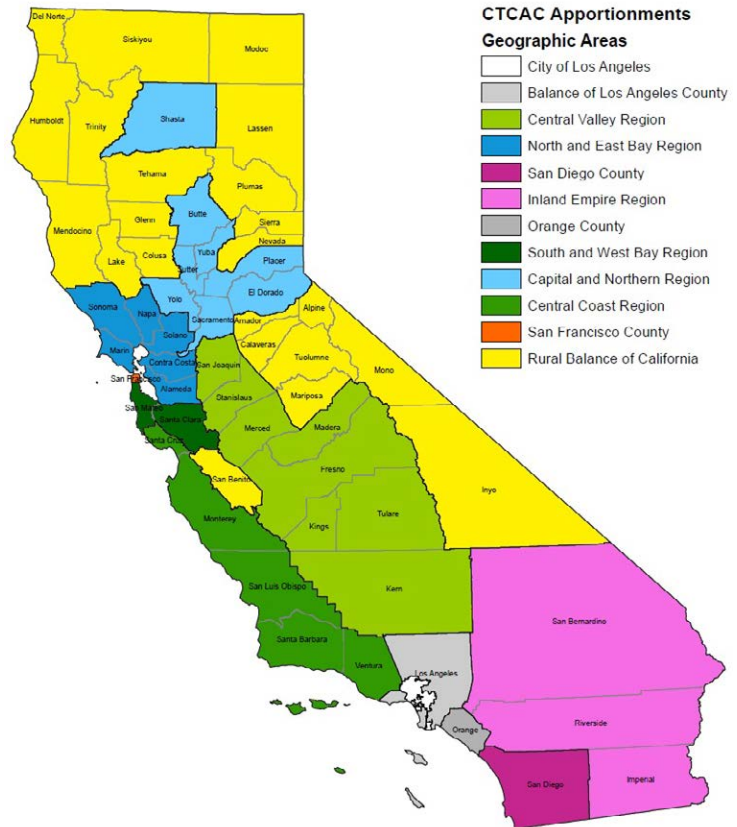 CTCAC Apportionments
Geographic Areas
City of Los Angeles
Balance of Los Angeles County
Central Valley Region
North and East Bay Region
San Diego County
Inland Empire Region
Orange County
South and West Bay Region
Capital and Northern Region
Central Coast Region
San Francisco County
Rural Balance of California
Del Norte
Siskiyou
Modoc
Humboldt
Trinity
Shasta
Lassen
Tehama
Plumas
Mendocino
Glenn
Butte
Sierra
Lake
Colusa
Sutter
Yuba
Nevada
Placer
Sonoma
Napa
Yolo
El Dorado
Sacramento
Solano
Amador
Alpine
Marin
Contra Costa
Calaveras
Tuolumne
Mono
San Francisco
Alameda
San Joaquin
Stanislaus
Mariposa
San Mateo
Santa Clara
Merced
Madera
Santa Cruz
San Benito
Fresno
Inyo
Monterey
Kings
Tulare
San Luis Obispo
Kern
San Bernardino
Santa Barbara
Ventura
Los Angeles
Orange
Riverside
San Diego
Imperial